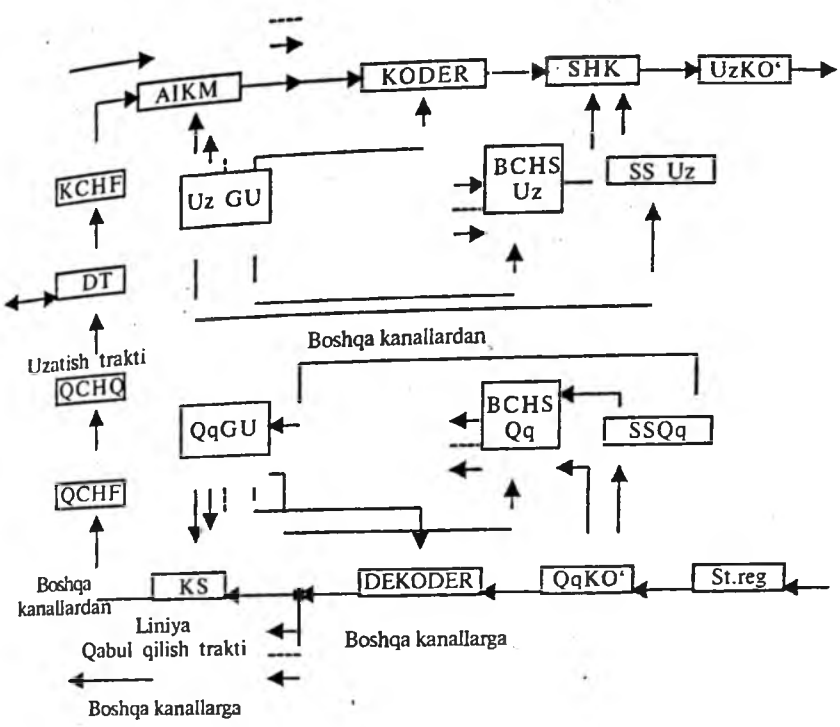 AIKM
KODER
SHK
UzKO‘
KCHF
Uz GU
BCHS
Uz
SS Uz
DT
Boshqa kanallardan
Uzatish trakti
QCHQ
QqGU
BCHS
Qq
SSQq
QCHF
Boshqa
kanallardan
KS
DEKODER
QqKO‘
St.reg
Liniya
Qabul qilish trakti
Boshqa kanallarga
Boshqa kanallarga